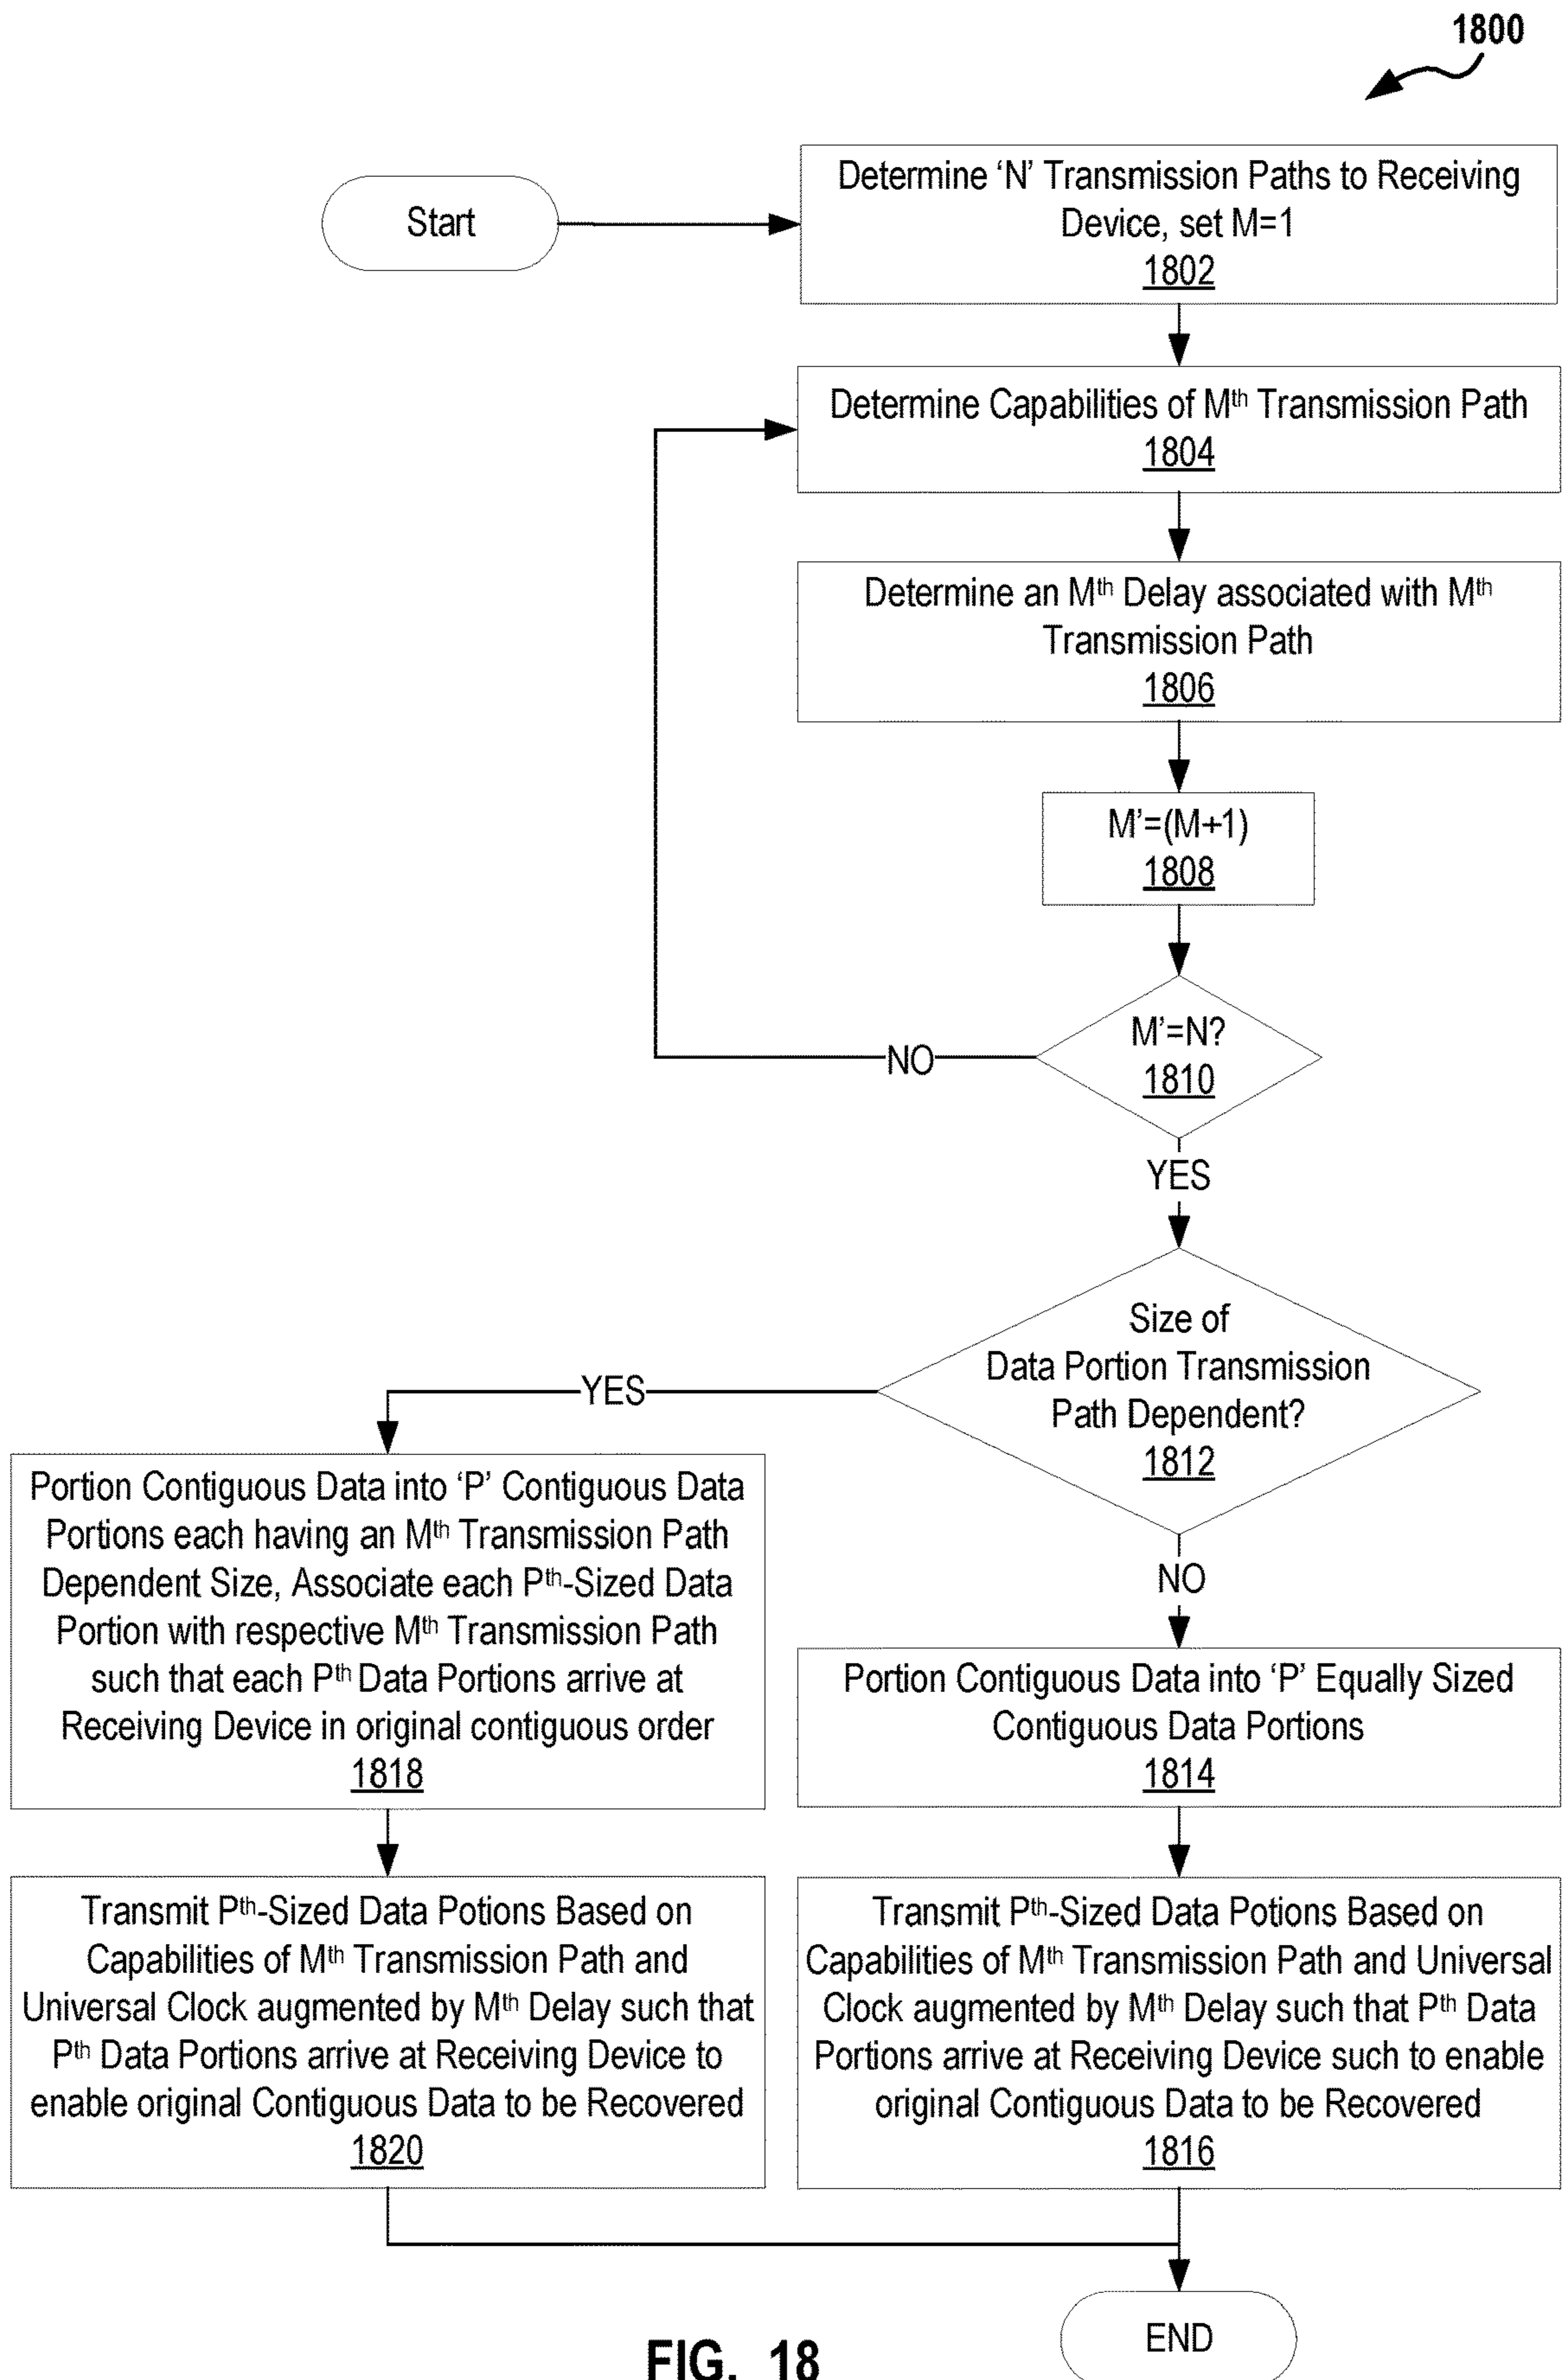 1800
Start
Determine ‘N’ Transmission Paths to Receiving
Device, set M=1
1802
Determine Capabilities of Mth Transmission Path
1804
Determine an Mth Delay associated with Mth
Transmission Path
1806
M’=(M+1)
1808
M’=N?
1810
NO
YES
Size of
Data Portion Transmission
Path Dependent?
1812
YES
NO
Portion Contiguous Data into ‘P’ Contiguous Data
Portions each having an Mth Transmission Path
Dependent Size, Associate each Pth-Sized Data
Portion with respective Mth Transmission Path
such that each Pth Data Portions arrive at
Receiving Device in original contiguous order
1818
Portion Contiguous Data into ‘P’ Equally Sized
Contiguous Data Portions
1814
Transmit Pth-Sized Data Potions Based on
Capabilities of Mth Transmission Path and
Universal Clock augmented by Mth Delay such that
Pth Data Portions arrive at Receiving Device to
enable original Contiguous Data to be Recovered
1820
Transmit Pth-Sized Data Potions Based on
Capabilities of Mth Transmission Path and Universal
Clock augmented by Mth Delay such that Pth Data
Portions arrive at Receiving Device such to enable
original Contiguous Data to be Recovered
1816
END
FIG. 18